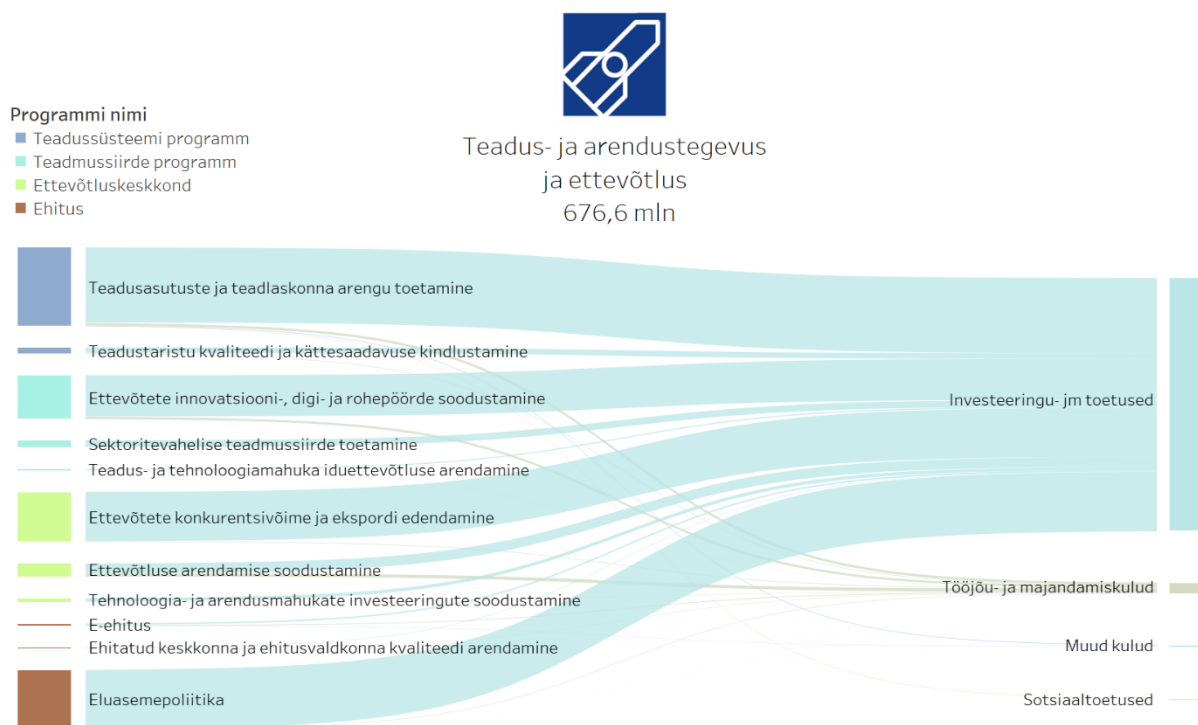 Teadus- ja arendustegevus
ja ettevõtlus
676,6 mln
Programmi nimi
Teadussüsteemi programm
Teadmussiirde programm
Ettevõtluskeskkond
Ehitus
Teadusasutuste ja teadlaskonna arengu toetamine
Teadustaristu kvaliteedi ja kättesaadavuse kindlustamine
Ettevõtete innovatsiooni-, digi- ja rohepöörde soodustamine
Sektoritevahelise teadmussiirde toetamine
Teadus- ja tehnoloogiamahuka iduettevõtluse arendamine
Ettevõtete konkurentsivõime ja ekspordi edendamine
Ettevõtluse arendamise soodustamine
Tehnoloogia- ja arendusmahukate investeeringute soodustamine
E-ehitus
Ehitatud keskkonna ja ehitusvaldkonna kvaliteedi arendamine
Eluasemepoliitika
Investeeringu- jm toetused
Tööjõu- ja majandamiskulud
Muud kulud
Sotsiaaltoetused